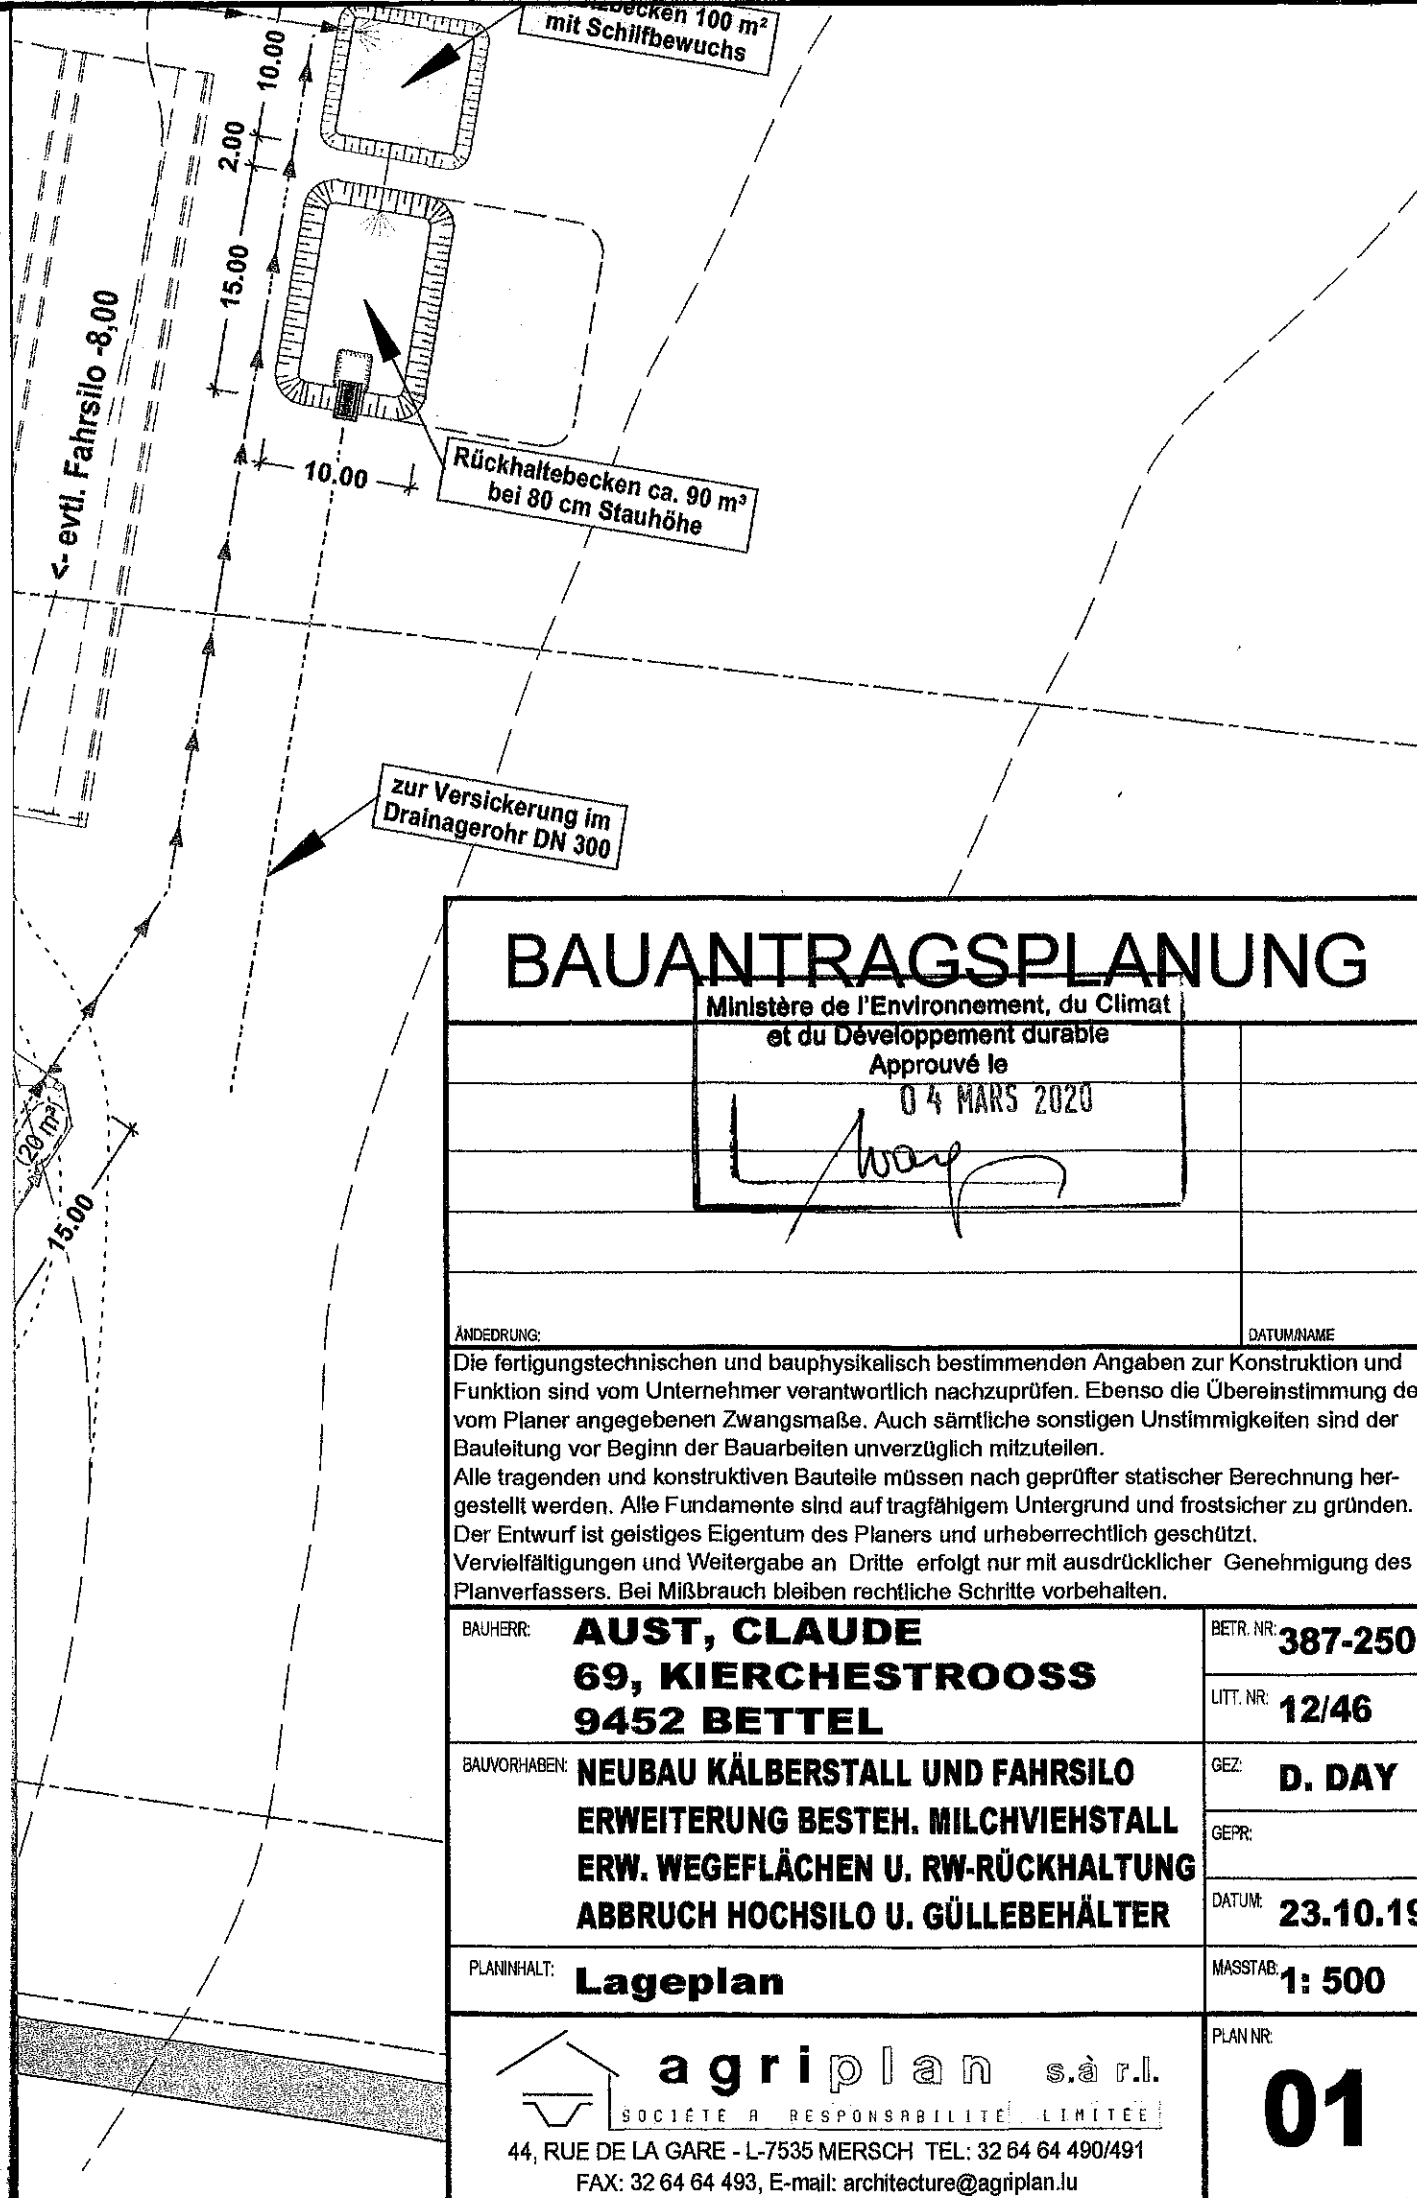 100 m²
mit Schilfbewuchs
10.00
2.00
15.00
<- evtl. Fahrsilo -8,00
10.00
Rückhaltebecken ca. 90 m³
bei 80 cm Stauhöhe
zur Versickerung im
Drainagerohr DN 300
20 m³
15.00
BAUANTRAGSPLANUNG
Ministère de l'Environnement, du Climat
et du Développement durable
Approuvé le
04 MARS 2020
ÄNDEDRUNG:
DATUM/NAME
Die fertigungstechnischen und bauphysikalisch bestimmenden Angaben zur Konstruktion und
Funktion sind vom Unternehmer verantwortlich nachzuprüfen. Ebenso die Übereinstimmung de
vom Planer angegebenen Zwangsmaße. Auch sämtliche sonstigen Unstimmigkeiten sind der
Bauleitung vor Beginn der Bauarbeiten unverzüglich mitzuteilen.
Alle tragenden und konstruktiven Bauteile müssen nach geprüfter statischer Berechnung her-
gestellt werden. Alle Fundamente sind auf tragfähigem Untergrund und frostsicher zu gründen.
Der Entwurf ist geistiges Eigentum des Planers und urheberrechtlich geschützt.
Vervielfältigungen und Weitergabe an Dritte erfolgt nur mit ausdrücklicher Genehmigung des
Planverfassers. Bei Mißbrauch bleiben rechtliche Schritte vorbehalten.
BAUHERR: AUST, CLAUDE
69, KIERCHESTROOSS
9452 BETTEL
BETR. NR: 387-250
LITT. NR: 12/46
BAUVORHABEN: NEUBAU KÄLBERSTALL UND FAHRSILO
ERWEITERUNG BESTEH. MILCHVIEHSTALL
ERW. WEGEFLÄCHEN U. RW-RÜCKHALTUNG
ABBRUCH HOCHSILO U. GÜLLEBEHÄLTER
GEZ: D. DAY
GEPR:
DATUM: 23.10.19
PLANINHALT: Lageplan
MASSTAB: 1: 500
agriplan s.à r.l.
SOCIÉTÉ A RESPONSABILITÉ LIMITÉE
44, RUE DE LA GARE - L-7535 MERSCH TEL: 32 64 64 490/491
FAX: 32 64 64 493, E-mail: architecture@agriplan.lu
PLAN NR:
01